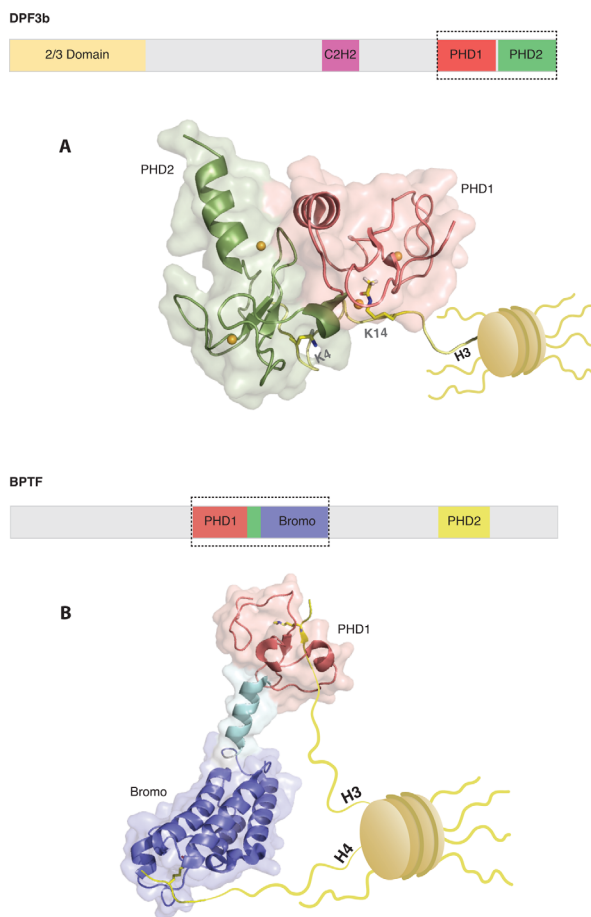 DPF3b
2/3 Domain C2H2 PHD1 PHD2
A
PHD2
PHD1
K4
K14
H3
BPTF
PHD1 Bromo PHD2
B
PHD1
Bromo
H3
H4